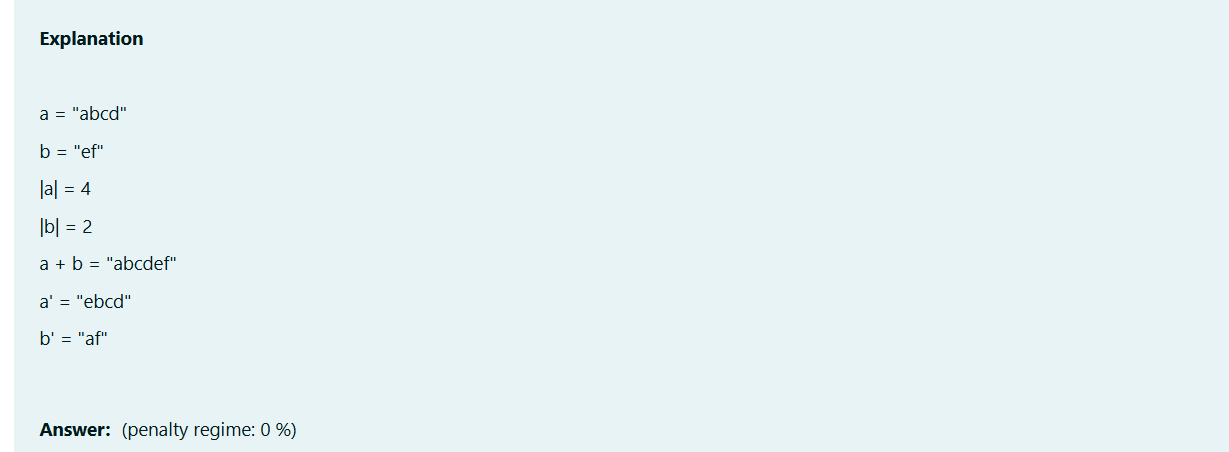 Explanation
a = "abcd"
b = "ef"
|a| = 4
|b| = 2
a + b = "abcdef"
a' = "ebcd"
b' = "af"
Answer: (penalty regime: 0 %)